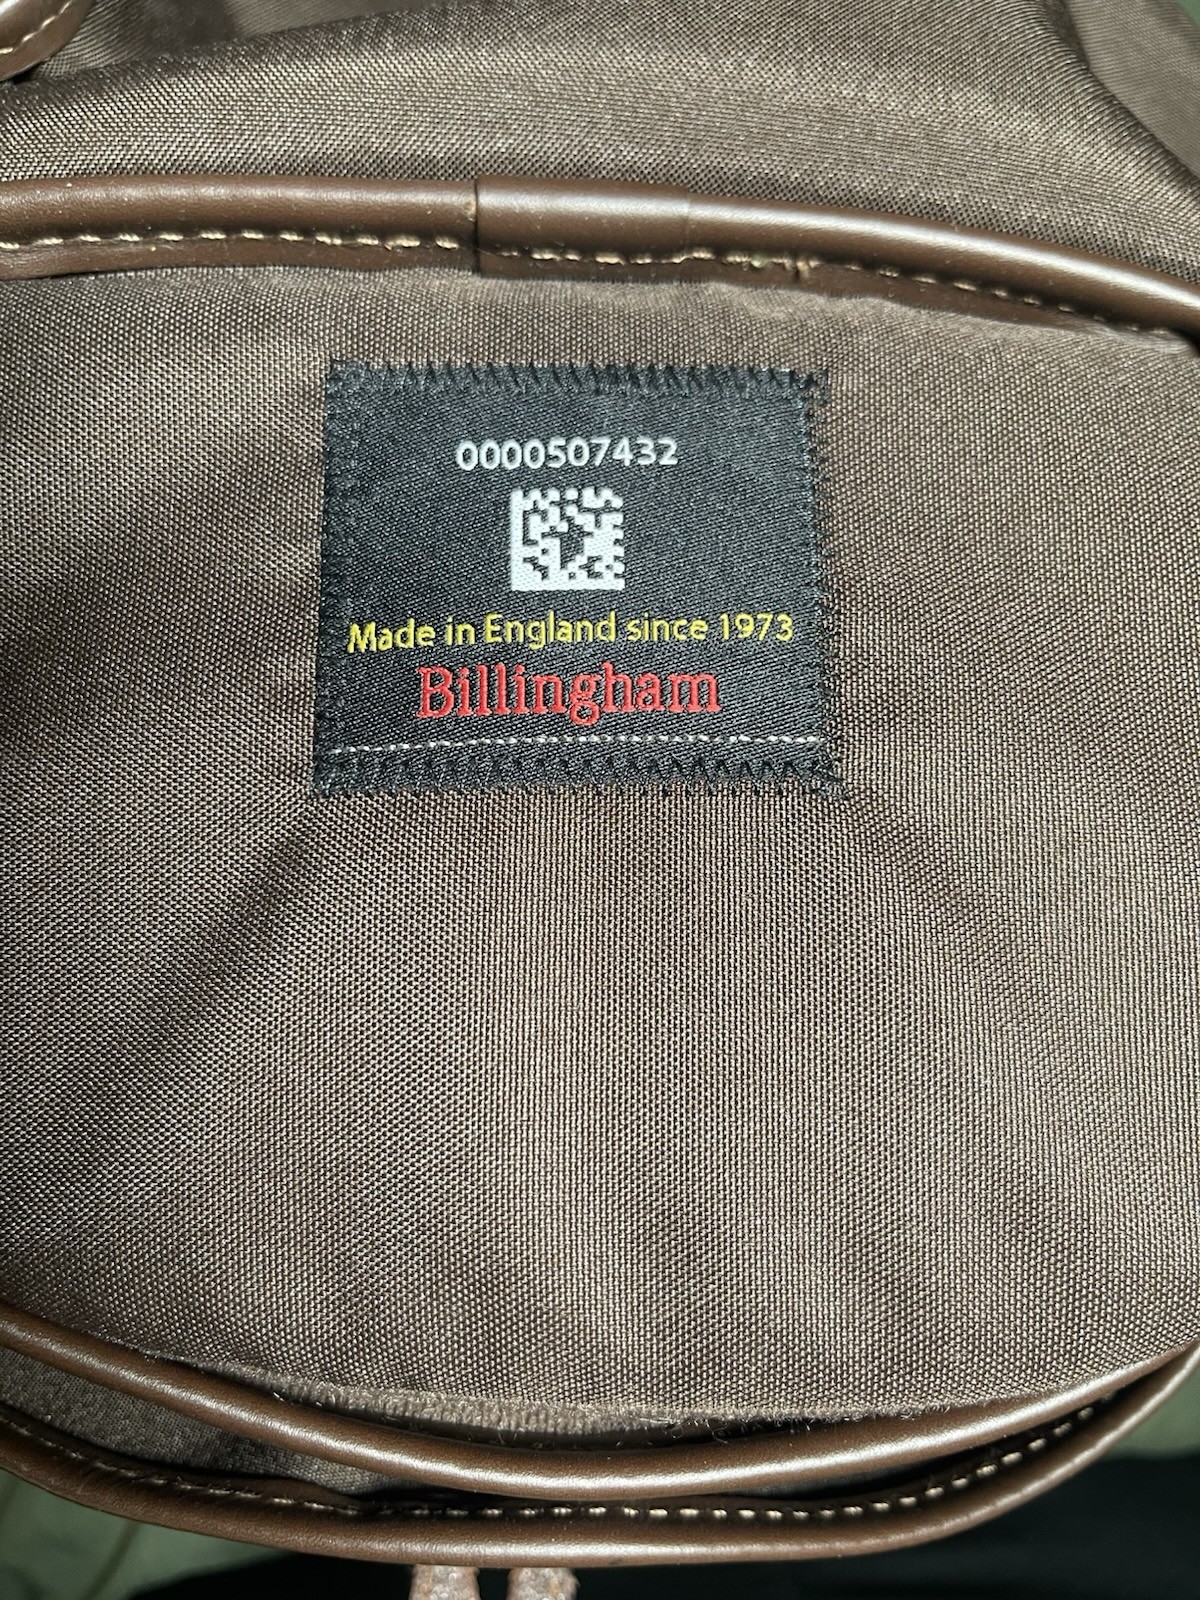 0000507432
Made in England since 1973
Billingham